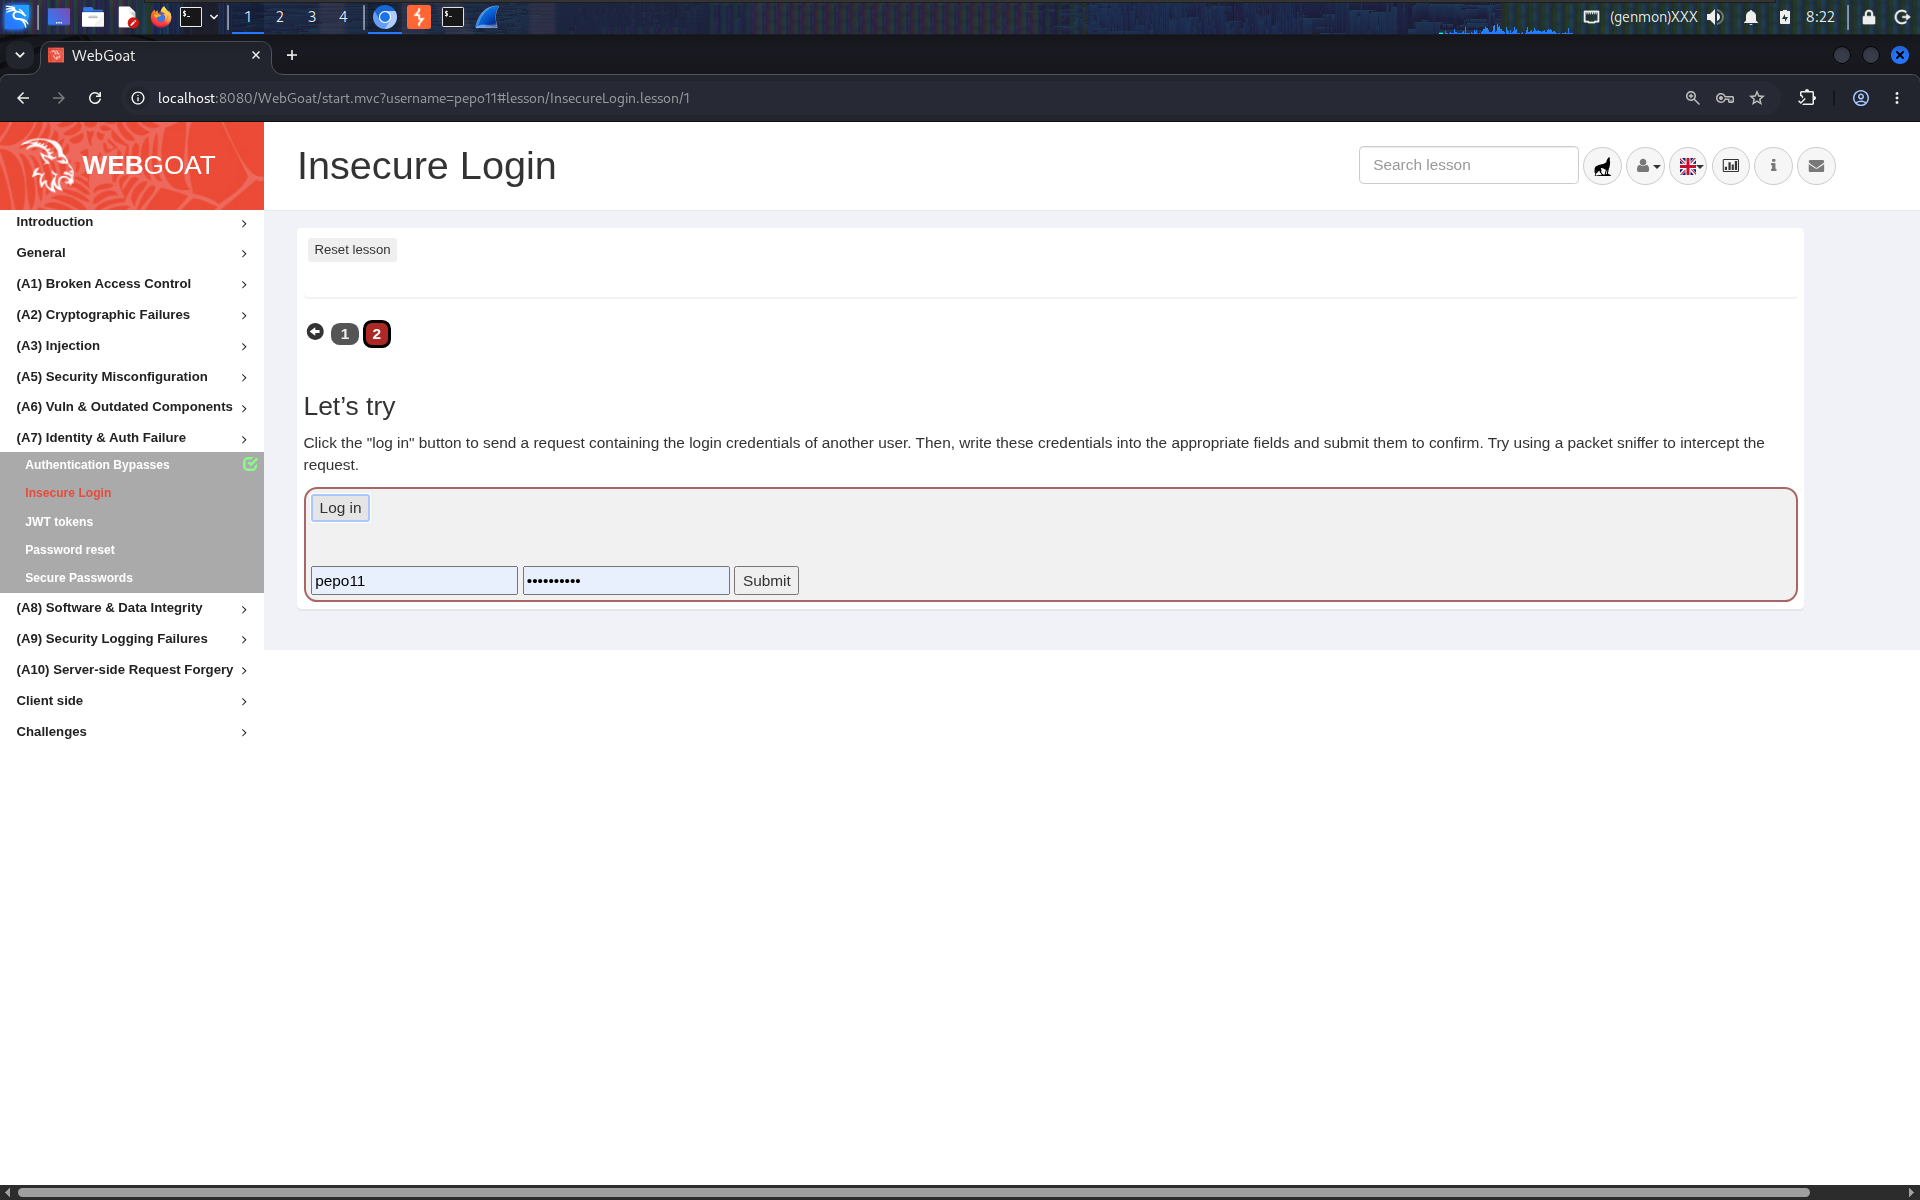 1 2 3 4 (genmon)XXX 8:22
WebGoat
localhost:8080/WebGoat/start.mvc?username=pepo11#lesson/InsecureLogin.lesson/1
WEBGOAT
Insecure Login
Search lesson
Introduction
General
(A1) Broken Access Control
(A2) Cryptographic Failures
(A3) Injection
(A5) Security Misconfiguration
(A6) Vuln & Outdated Components
(A7) Identity & Auth Failure
Authentication Bypasses
Insecure Login
JWT tokens
Password reset
Secure Passwords
(A8) Software & Data Integrity
(A9) Security Logging Failures
(A10) Server-side Request Forgery
Client side
Challenges
Reset lesson
1 2
Let’s try
Click the "log in" button to send a request containing the login credentials of another user. Then, write these credentials into the appropriate fields and submit them to confirm. Try using a packet sniffer to intercept the
request.
Log in
pepo11 •••••••••• Submit